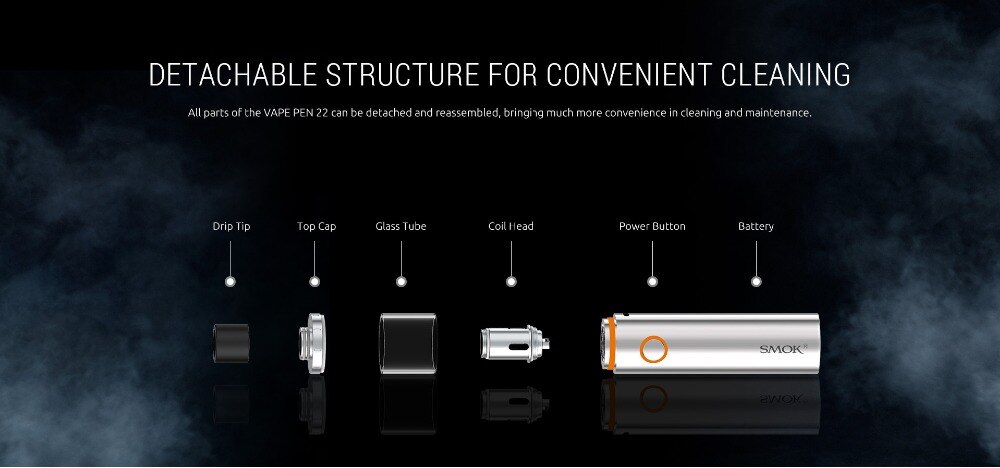 DETACHABLE STRUCTURE FOR CONVENIENT CLEANING
All parts of the VAPE PEN 22 can be detached and reassembled, bringing much more convenience in cleaning and maintenance.
Drip Tip Top Cap Glass Tube Coil Head Power Button Battery
SMOK®